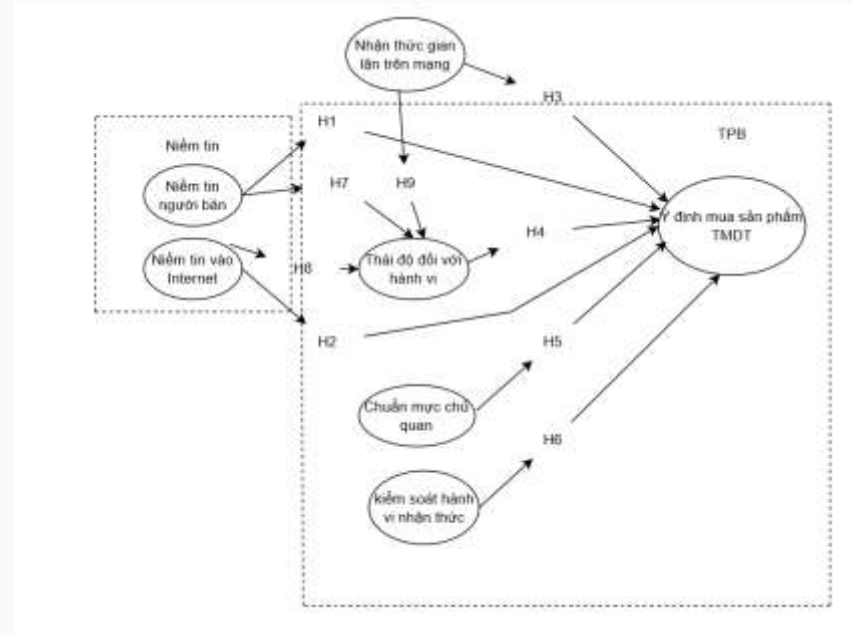 Nhận thức gian
lận trên mạng
H3
H1
TPB
Niềm tin
Niềm tin
người bán
H7
H9
Ý định mua sản phẩm
TMDT
H4
Niềm tin vào
Internet
H8
Thái độ đối với
hành vi
H2
H5
Chuẩn mực chủ
quan
H6
kiểm soát hành
vi nhận thức